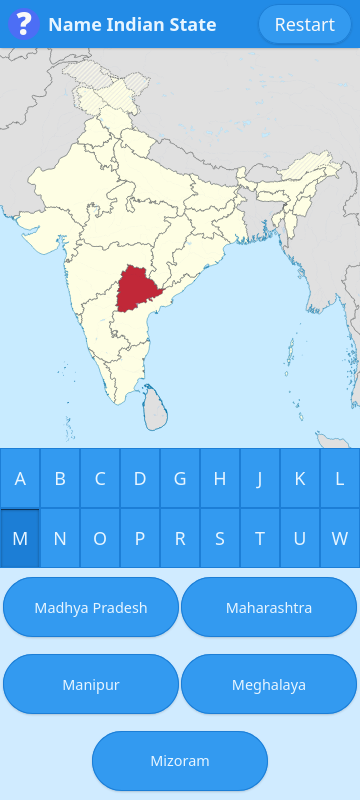 ? Name Indian State Restart
A B C D G H J K L
M N O P R S T U W
Madhya Pradesh Maharashtra
Manipur Meghalaya
Mizoram